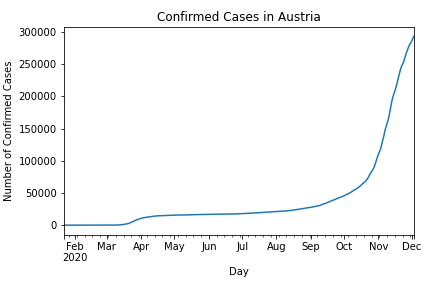 Confirmed Cases in Austria
Number of Confirmed Cases
300000
250000
200000
150000
100000
50000
0
Feb Mar Apr May Jun Jul Aug Sep Oct Nov Dec
2020
Day